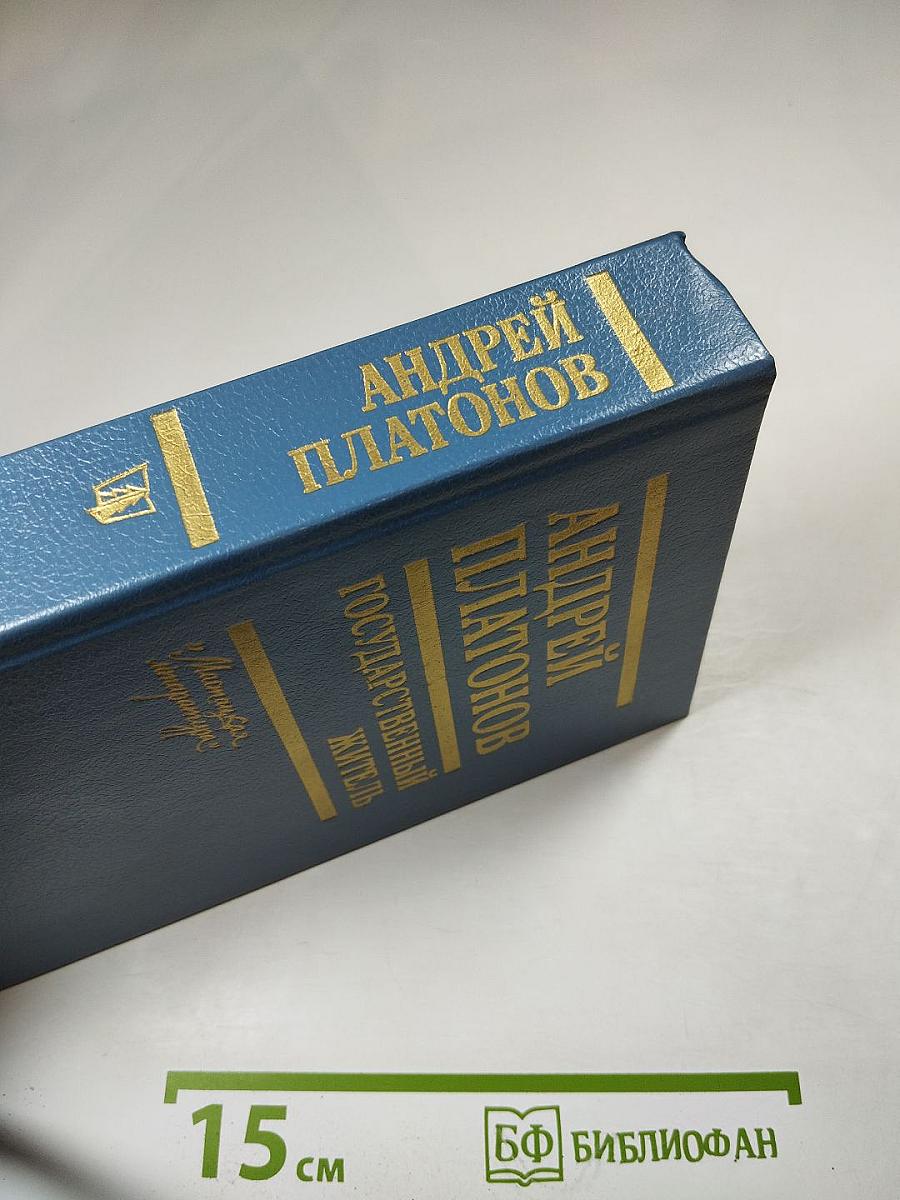 АНДРЕЙ
ПЛАТОНОВ
АНДРЕЙ
ПЛАТОНОВ
ГОСУДАРСТВЕННЫЙ
ЖИТЕЛЬ
15 см
БФ БИБЛИОФАН